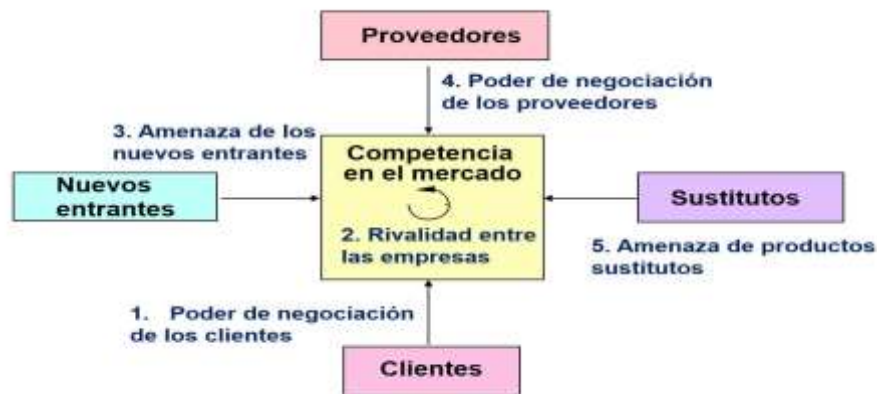 Proveedores
4. Poder de negociación
de los proveedores
3. Amenaza de los
nuevos entrantes
Competencia
en el mercado
Nuevos
entrantes
Sustitutos
2. Rivalidad entre
las empresas
5. Amenaza de productos
sustitutos
1. Poder de negociación
de los clientes
Clientes